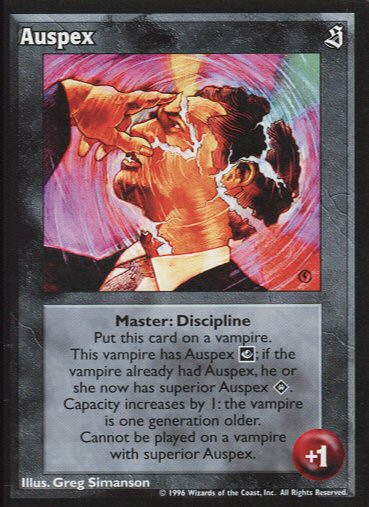 Auspex
Master: Discipline
Put this card on a vampire.
This vampire has Auspex ; if the
vampire already had Auspex, he or
she now has superior Auspex .
Capacity increases by 1: the vampire
is one generation older.
Cannot be played on a vampire
with superior Auspex.
+1
Illus. Greg Simanson
© 1996 Wizards of the Coast, Inc. All Rights Reserved.